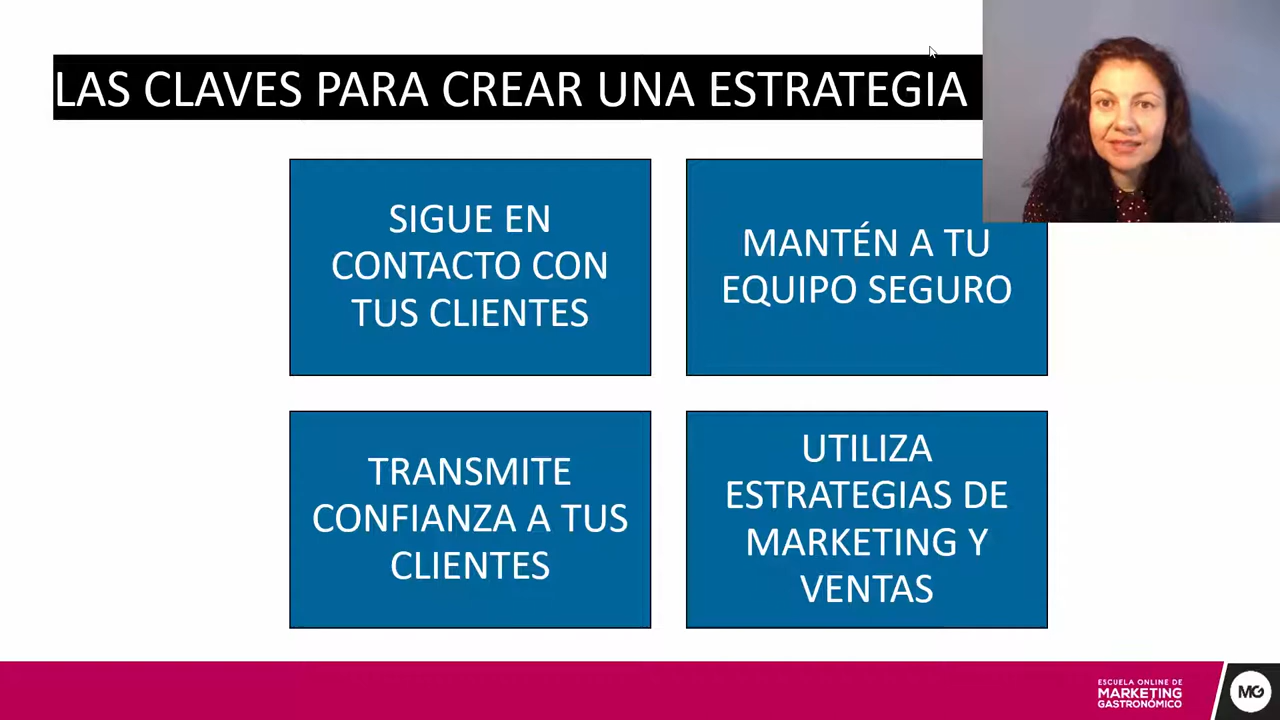 LAS CLAVES PARA CREAR UNA ESTRATEGIA
SIGUE EN
CONTACTO CON
TUS CLIENTES
MANTÉN A TU
EQUIPO SEGURO
TRANSMITE
CONFIANZA A TUS
CLIENTES
UTILIZA
ESTRATEGIAS DE
MARKETING Y
VENTAS
ESCUELA ONLINE DE
MARKETING
GASTRONÓMICO
MG